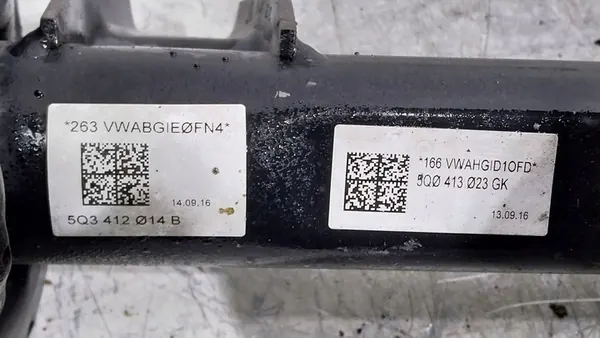 *263 VWABGIEØFN4*
14.09.16
5Q3 412 Ø14 B
*166 VWAHGID1OFD*
5QØ 413 Ø23 GK
13.09.16